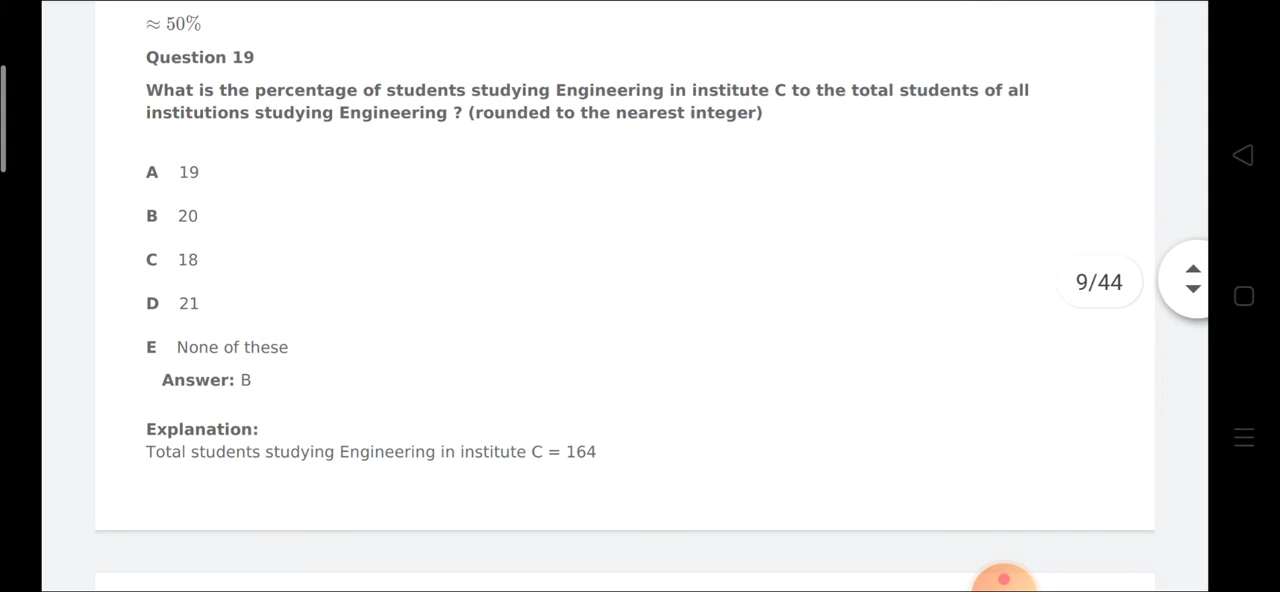 ≈ 50%
Question 19
What is the percentage of students studying Engineering in institute C to the total students of all
institutions studying Engineering ? (rounded to the nearest integer)
A 19
B 20
C 18
D 21
E None of these
Answer: B
Explanation:
Total students studying Engineering in institute C = 164
9/44